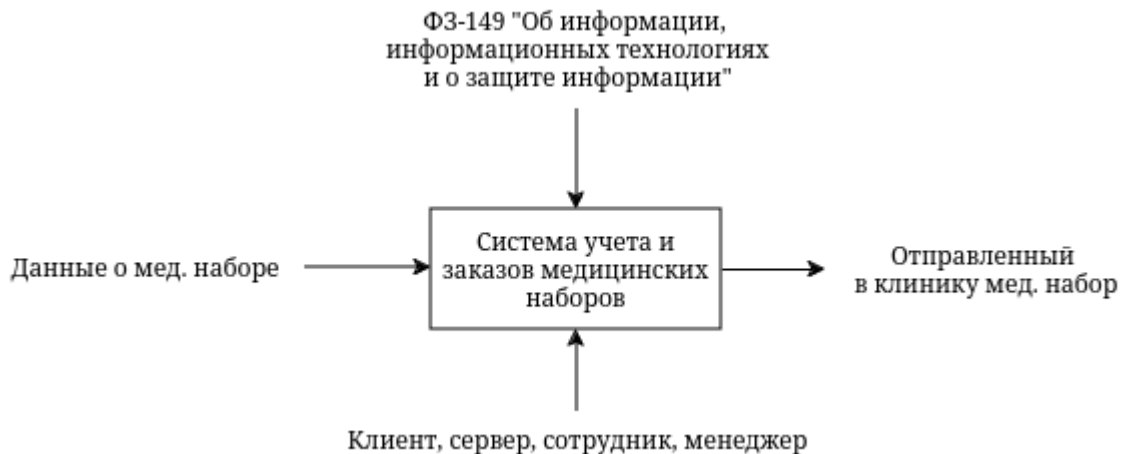 ФЗ-149 "Об информации,
информационных технологиях
и о защите информации"
Система учета и
заказов медицинских
наборов
Данные о мед. наборе
Отправленный
в клинику мед. набор
Клиент, сервер, сотрудник, менеджер